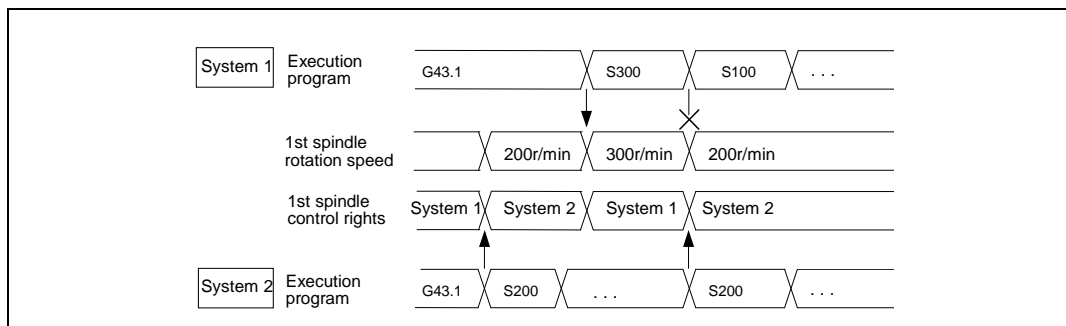 System 1
Execution
program
G43.1
S300
S100
. . .
1st spindle
rotation speed
200r/min
300r/min
200r/min
1st spindle
control rights
System 1
System 2
System 1
System 2
System 2
Execution
program
G43.1
S200
. . .
S200
. . .